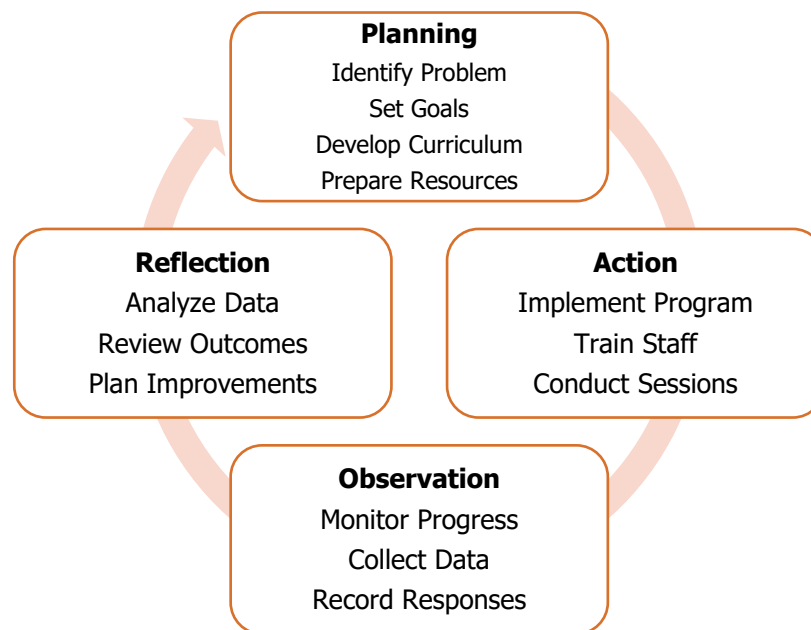 Planning
Identify Problem
Set Goals
Develop Curriculum
Prepare Resources
Action
Implement Program
Train Staff
Conduct Sessions
Observation
Monitor Progress
Collect Data
Record Responses
Reflection
Analyze Data
Review Outcomes
Plan Improvements